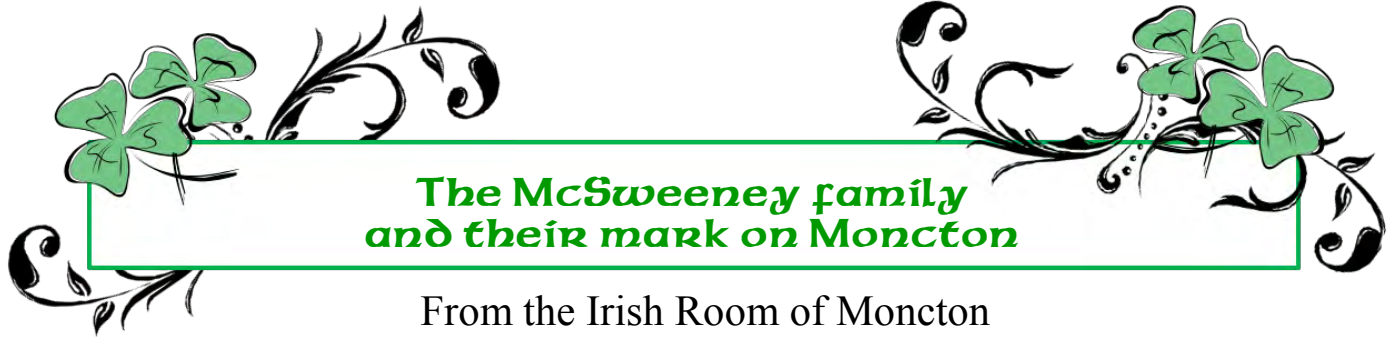 The McSweeney family
and their mark on Moncton
From the Irish Room of Moncton